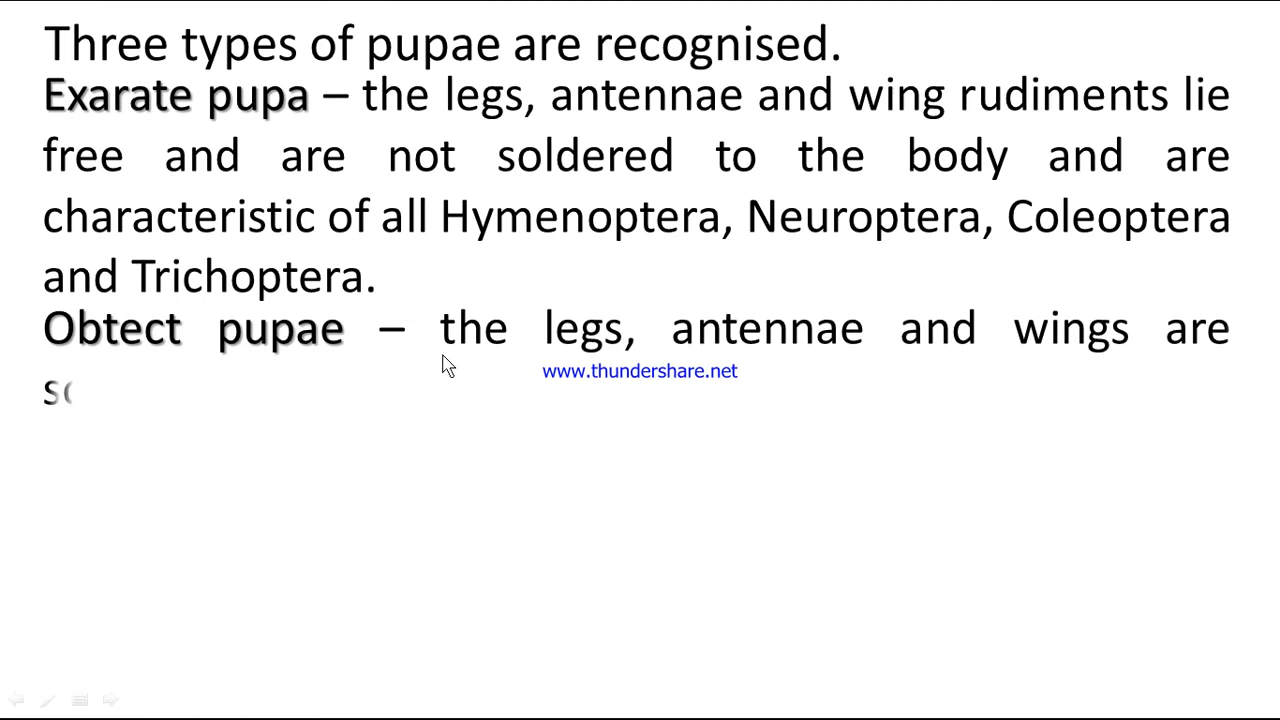 Three types of pupae are recognised.
Exarate pupa – the legs, antennae and wing rudiments lie
free and are not soldered to the body and are
characteristic of all Hymenoptera, Neuroptera, Coleoptera
and Trichoptera.
Obtect pupae – the legs, antennae and wings are
www.thundershare.net